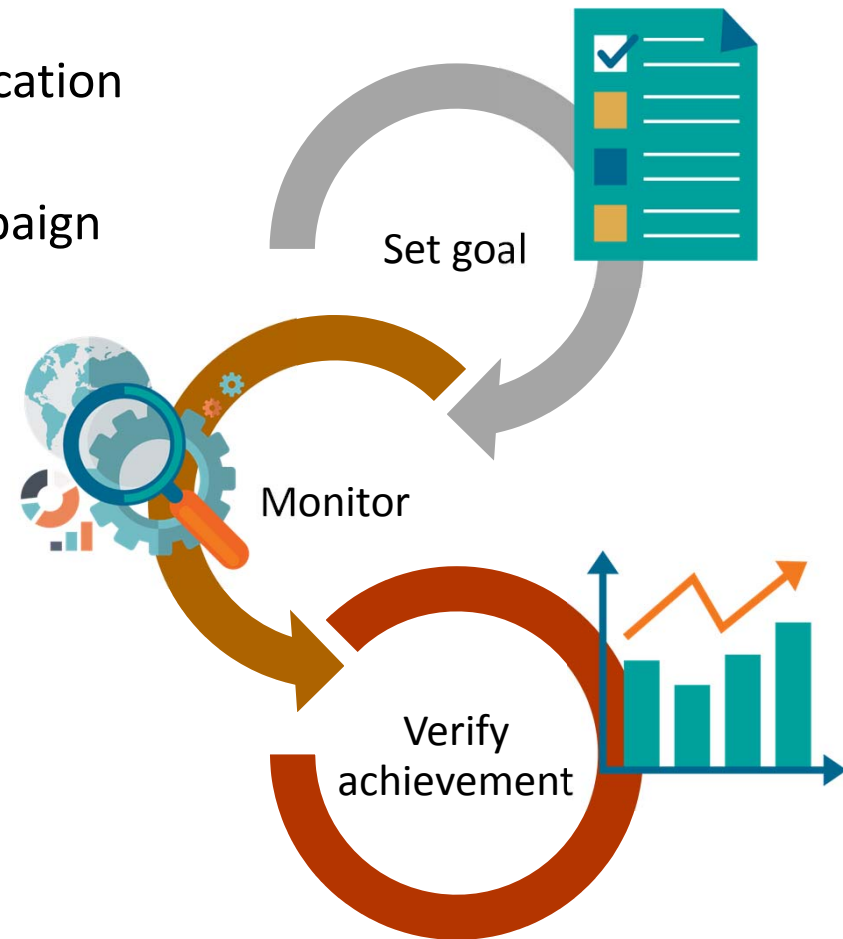 cation
paign
Set goal
Monitor
Verify
achievement